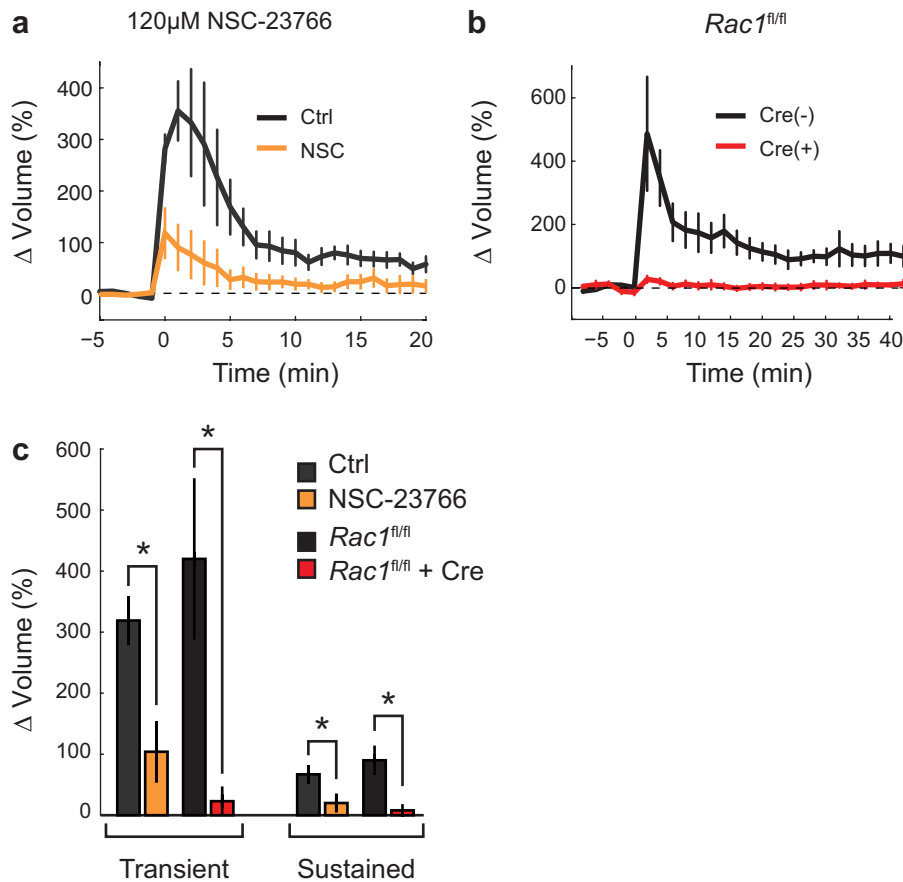 a
120µM NSC-23766
Δ Volume (%)
400
300
200
100
0
Ctrl
NSC
−5
0
5
10
15
20
Time (min)
b
Rac1fl/fl
Δ Volume (%)
600
400
200
0
Cre(-)
Cre(+)
−5
0
5
10
15
20
25
30
35
40
Time (min)
c
Δ Volume (%)
600
500
400
300
200
100
0
*
*
*
*
Ctrl
NSC-23766
Rac1fl/fl
Rac1fl/fl + Cre
Transient
Sustained